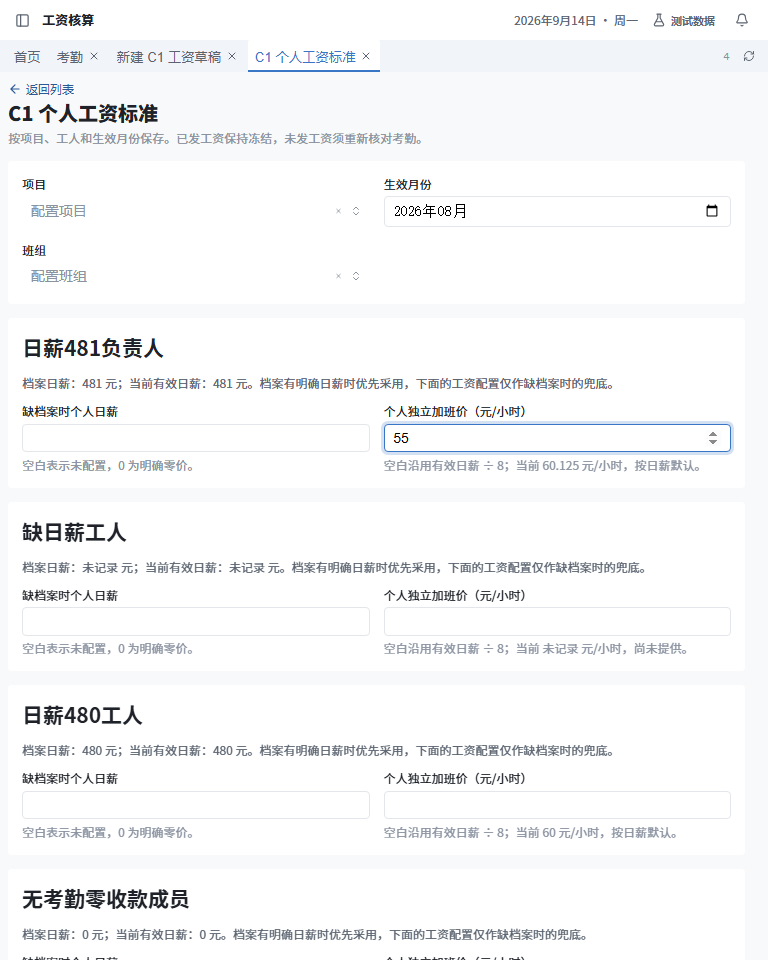 工资核算
2026年9月14日 • 周一
测试数据
首页
考勤 ×
新建 C1 工资草稿 ×
C1 个人工资标准 ×
4
← 返回列表
C1 个人工资标准
按项目、工人和生效月份保存。已发工资保持冻结，未发工资须重新核对考勤。
项目
配置项目
×
生效月份
2026年08月
班组
配置班组
×
日薪481负责人
档案日薪：481 元；当前有效日薪：481 元。档案有明确日薪时优先采用，下面的工资配置仅作缺档案时的兜底。
缺档案时个人日薪
空白表示未配置，0 为明确零价。
个人独立加班价（元/小时）
55
空白沿用有效日薪 ÷ 8；当前 60.125 元/小时，按日薪默认。
缺日薪工人
档案日薪：未记录 元；当前有效日薪：未记录 元。档案有明确日薪时优先采用，下面的工资配置仅作缺档案时的兜底。
缺档案时个人日薪
空白表示未配置，0 为明确零价。
个人独立加班价（元/小时）
空白沿用有效日薪 ÷ 8；当前 未记录 元/小时，尚未提供。
日薪480工人
档案日薪：480 元；当前有效日薪：480 元。档案有明确日薪时优先采用，下面的工资配置仅作缺档案时的兜底。
缺档案时个人日薪
空白表示未配置，0 为明确零价。
个人独立加班价（元/小时）
空白沿用有效日薪 ÷ 8；当前 60 元/小时，按日薪默认。
无考勤零收款成员
档案日薪：0 元；当前有效日薪：0 元。档案有明确日薪时优先采用，下面的工资配置仅作缺档案时的兜底。
缺档案时个人日薪
个人独立加班价（元/小时）